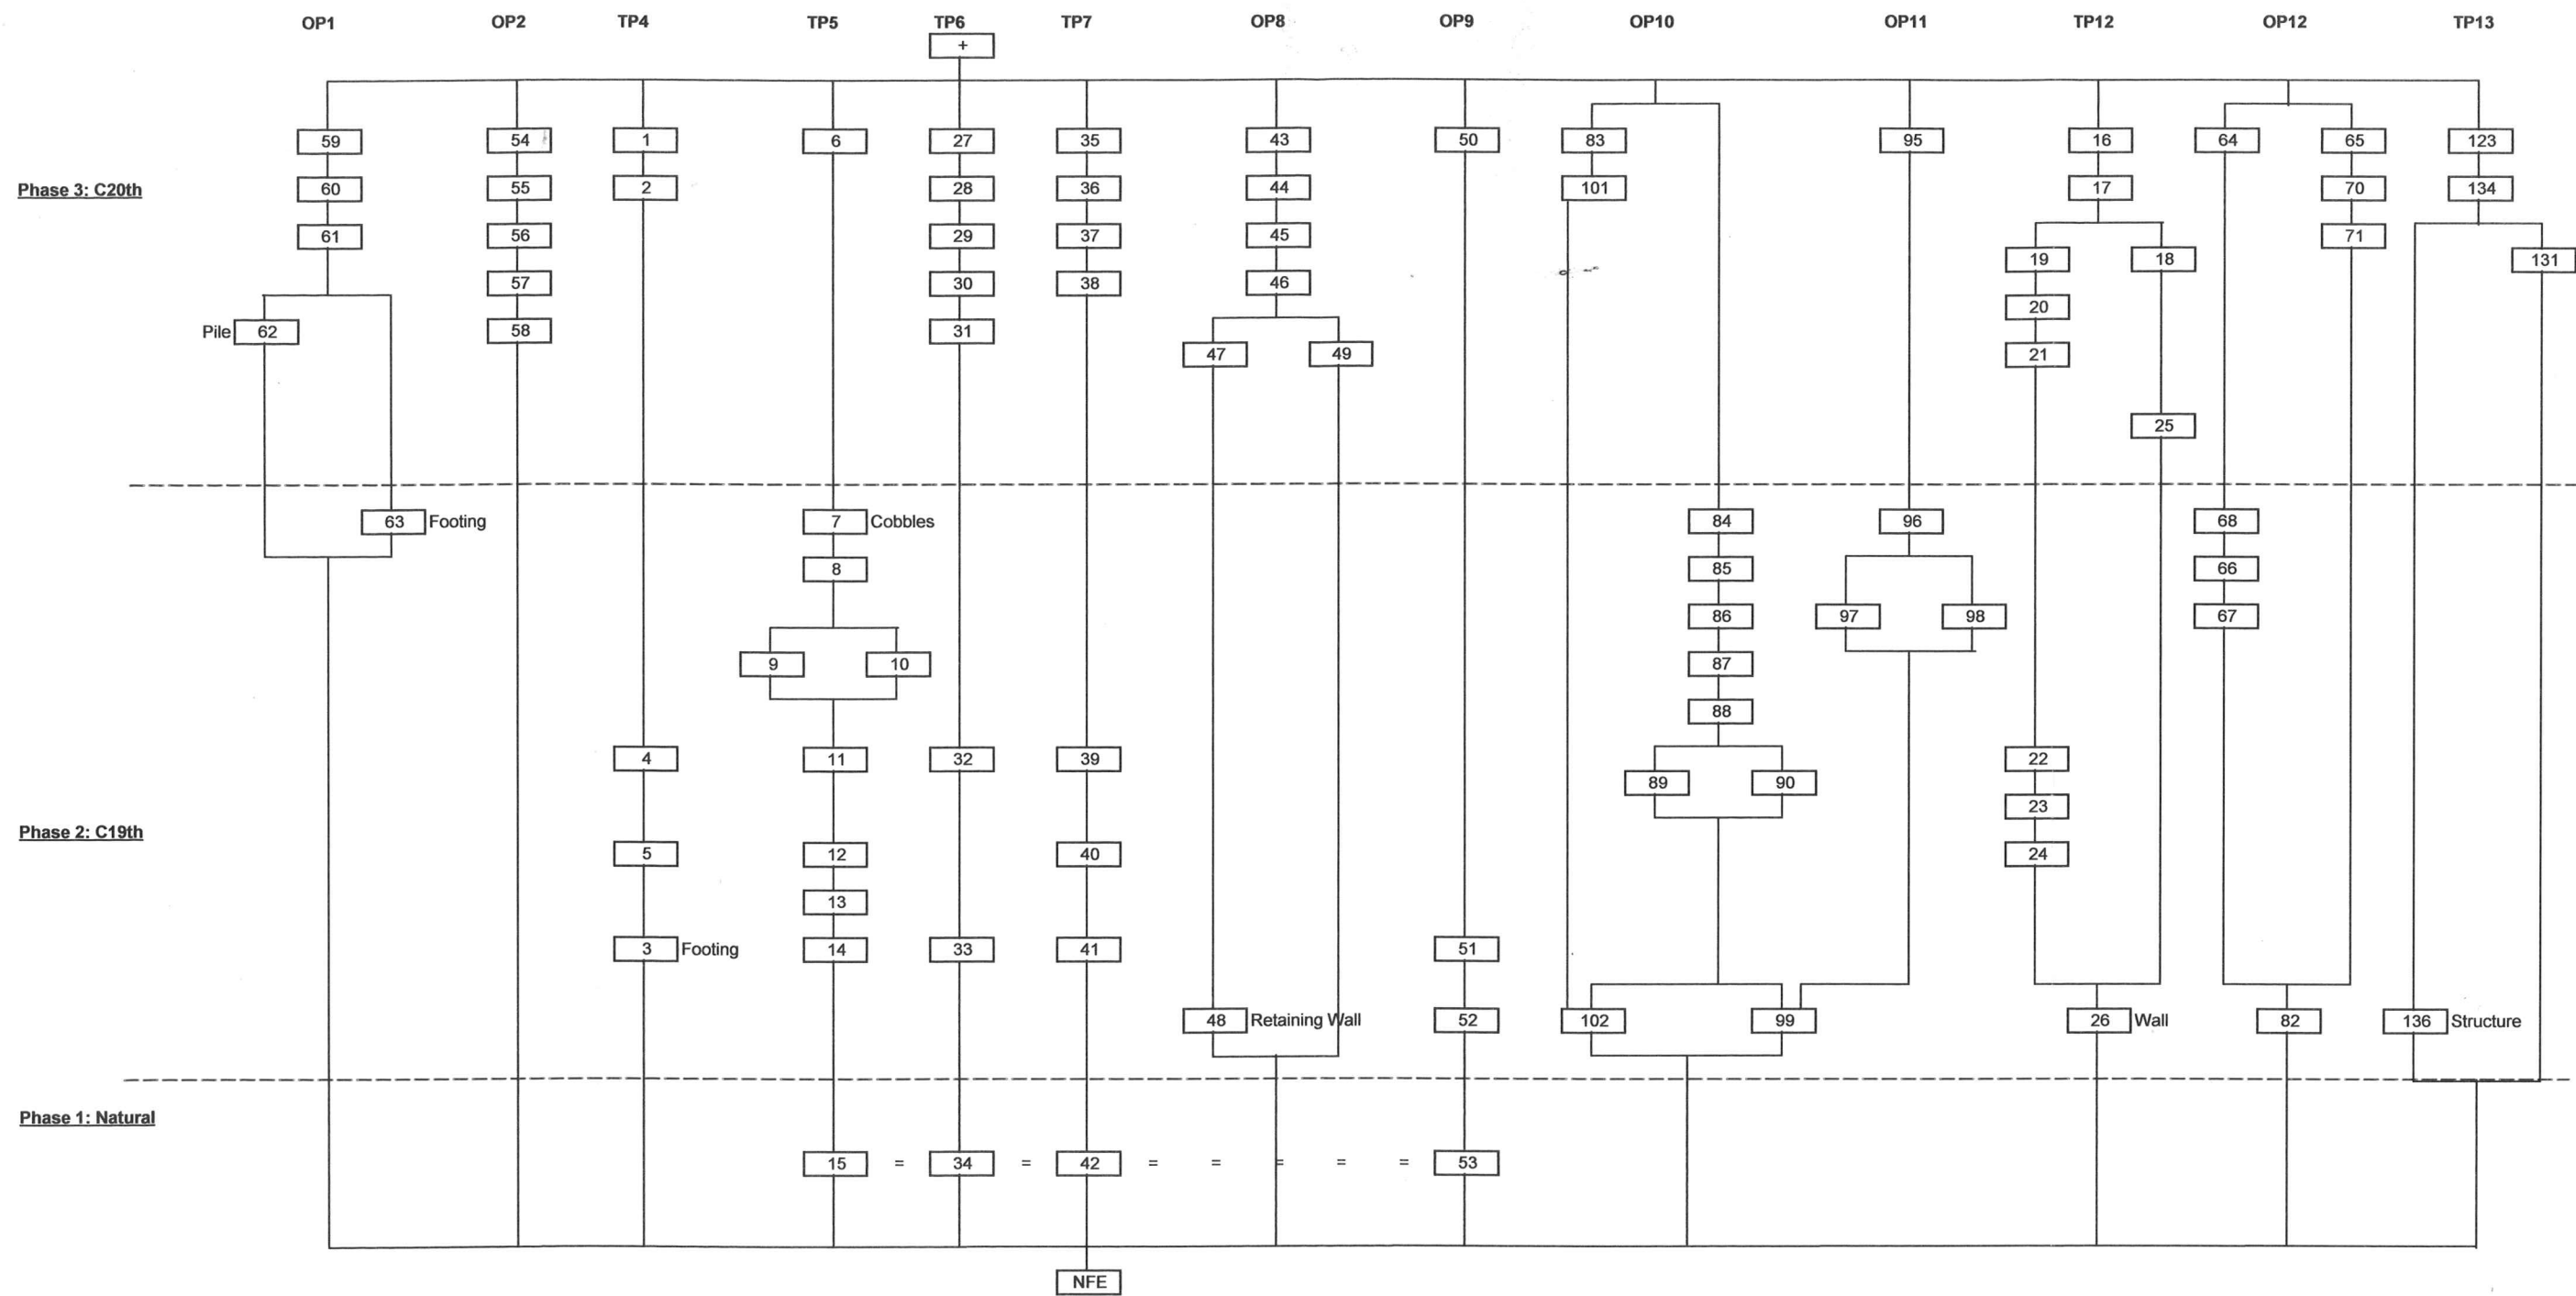 OP1 OP2 TP4 TP5 TP6 TP7 OP8 OP9 OP10 OP11 TP12 OP12 TP13
+
59 54 1 6 27 35 43 50 83 95 16 64 65 123
Phase 3: C20th 60 55 2 28 36 44 101 17 70 134
61 56 29 37 45 71
19 18 131
57 30 38 46
20
Pile 62 58 31
47 49 21
25
63 Footing 7 Cobbles 84 96 68
8 85 66
86 97 98 67
9 10 87
88
4 11 32 39 22
89 90
23
Phase 2: C19th
5 12 40 24
13
3 Footing 14 33 41 51
48 Retaining Wall 52 102 99 26 Wall 82 136 Structure
Phase 1: Natural
15 = 34 = 42 = = = = = 53
NFE